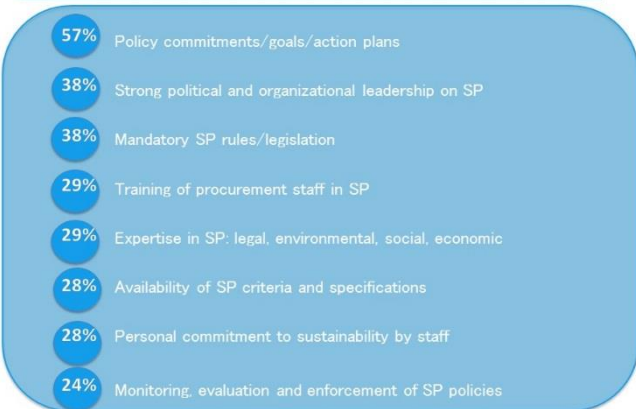 57% Policy commitments/goals/action plans
38% Strong political and organizational leadership on SP
38% Mandatory SP rules/legislation
29% Training of procurement staff in SP
29% Expertise in SP: legal, environmental, social, economic
28% Availability of SP criteria and specifications
28% Personal commitment to sustainability by staff
24% Monitoring, evaluation and enforcement of SP policies